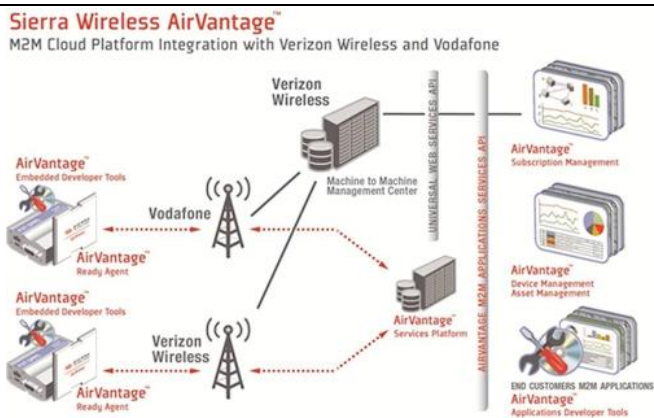 Sierra Wireless AirVantage™
M2M Cloud Platform Integration with Verizon Wireless and Vodafone
Verizon
Wireless
Machine to Machine
Management Center
UNIVERSAL WEB SERVICES API
AIRVANTAGE M2M APPLICATIONS SERVICES API
AirVantage™
Subscription Management
AirVantage™
Embedded Developer Tools
Vodafone
AirVantage™
Ready Agent
AirVantage™
Device Management
Asset Management
AirVantage™
Embedded Developer Tools
Verizon
Wireless
AirVantage™
Services Platform
AirVantage™
Ready Agent
END CUSTOMERS M2M APPLICATIONS
AirVantage™
Applications Developer Tools